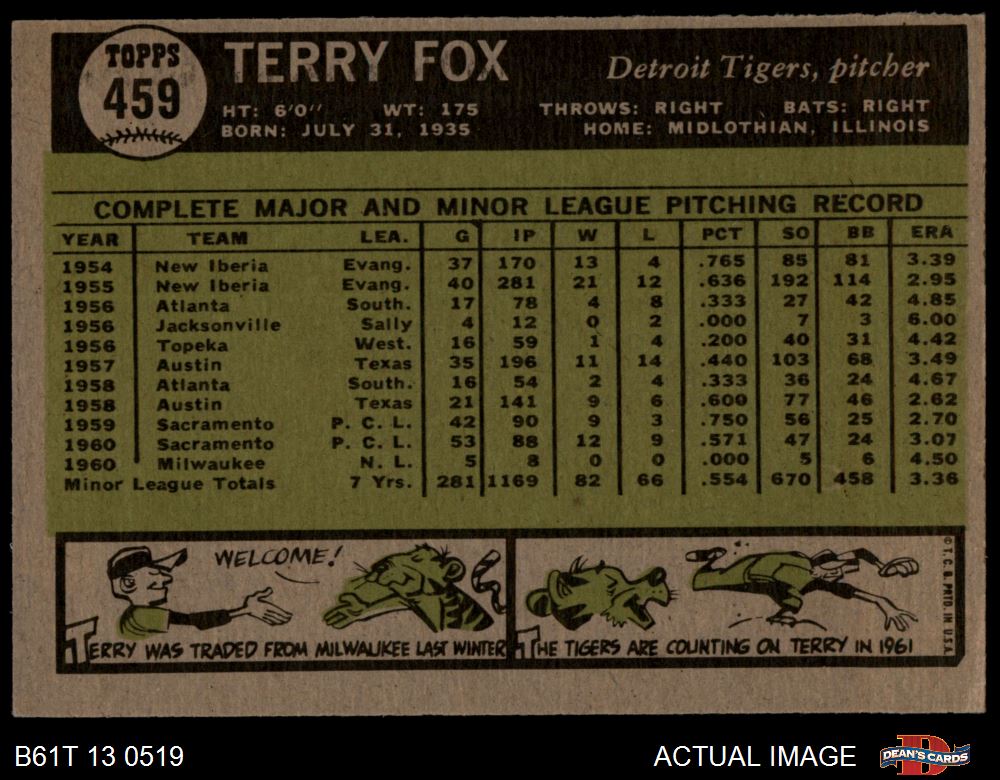 TOPPS
459
TERRY FOX
Detroit Tigers, pitcher
HT: 6'0" WT: 175 THROWS: RIGHT BATS: RIGHT
BORN: JULY 31, 1935 HOME: MIDLOTHIAN, ILLINOIS
COMPLETE MAJOR AND MINOR LEAGUE PITCHING RECORD
YEAR TEAM LEA. G IP W L PCT SO BB ERA
1954 New Iberia Evang. 37 170 13 4 .765 85 81 3.39
1955 New Iberia Evang. 40 281 21 12 .636 192 114 2.95
1956 Atlanta South. 17 78 4 8 .333 27 42 4.85
1956 Jacksonville Sally 4 12 0 2 .000 7 3 6.00
1956 Topeka West. 16 59 1 4 .200 40 31 4.42
1957 Austin Texas 35 196 11 14 .440 103 68 3.49
1958 Atlanta South. 16 54 2 4 .333 36 24 4.67
1958 Austin Texas 21 141 9 6 .600 77 46 2.62
1959 Sacramento P. C. L. 42 90 9 3 .750 56 25 2.70
1960 Sacramento P. C. L. 53 88 12 9 .571 47 24 3.07
1960 Milwaukee N. L. 5 8 0 0 .000 5 6 4.50
Minor League Totals 7 Yrs. 281 1169 82 66 .554 670 458 3.36
WELCOME!
TERRY WAS TRADED FROM MILWAUKEE LAST WINTER
THE TIGERS ARE COUNTING ON TERRY IN 1961
© T. C. G. PRTD. IN U.S.A.
B61T 13 0519
ACTUAL IMAGE
DEAN'S CARDS